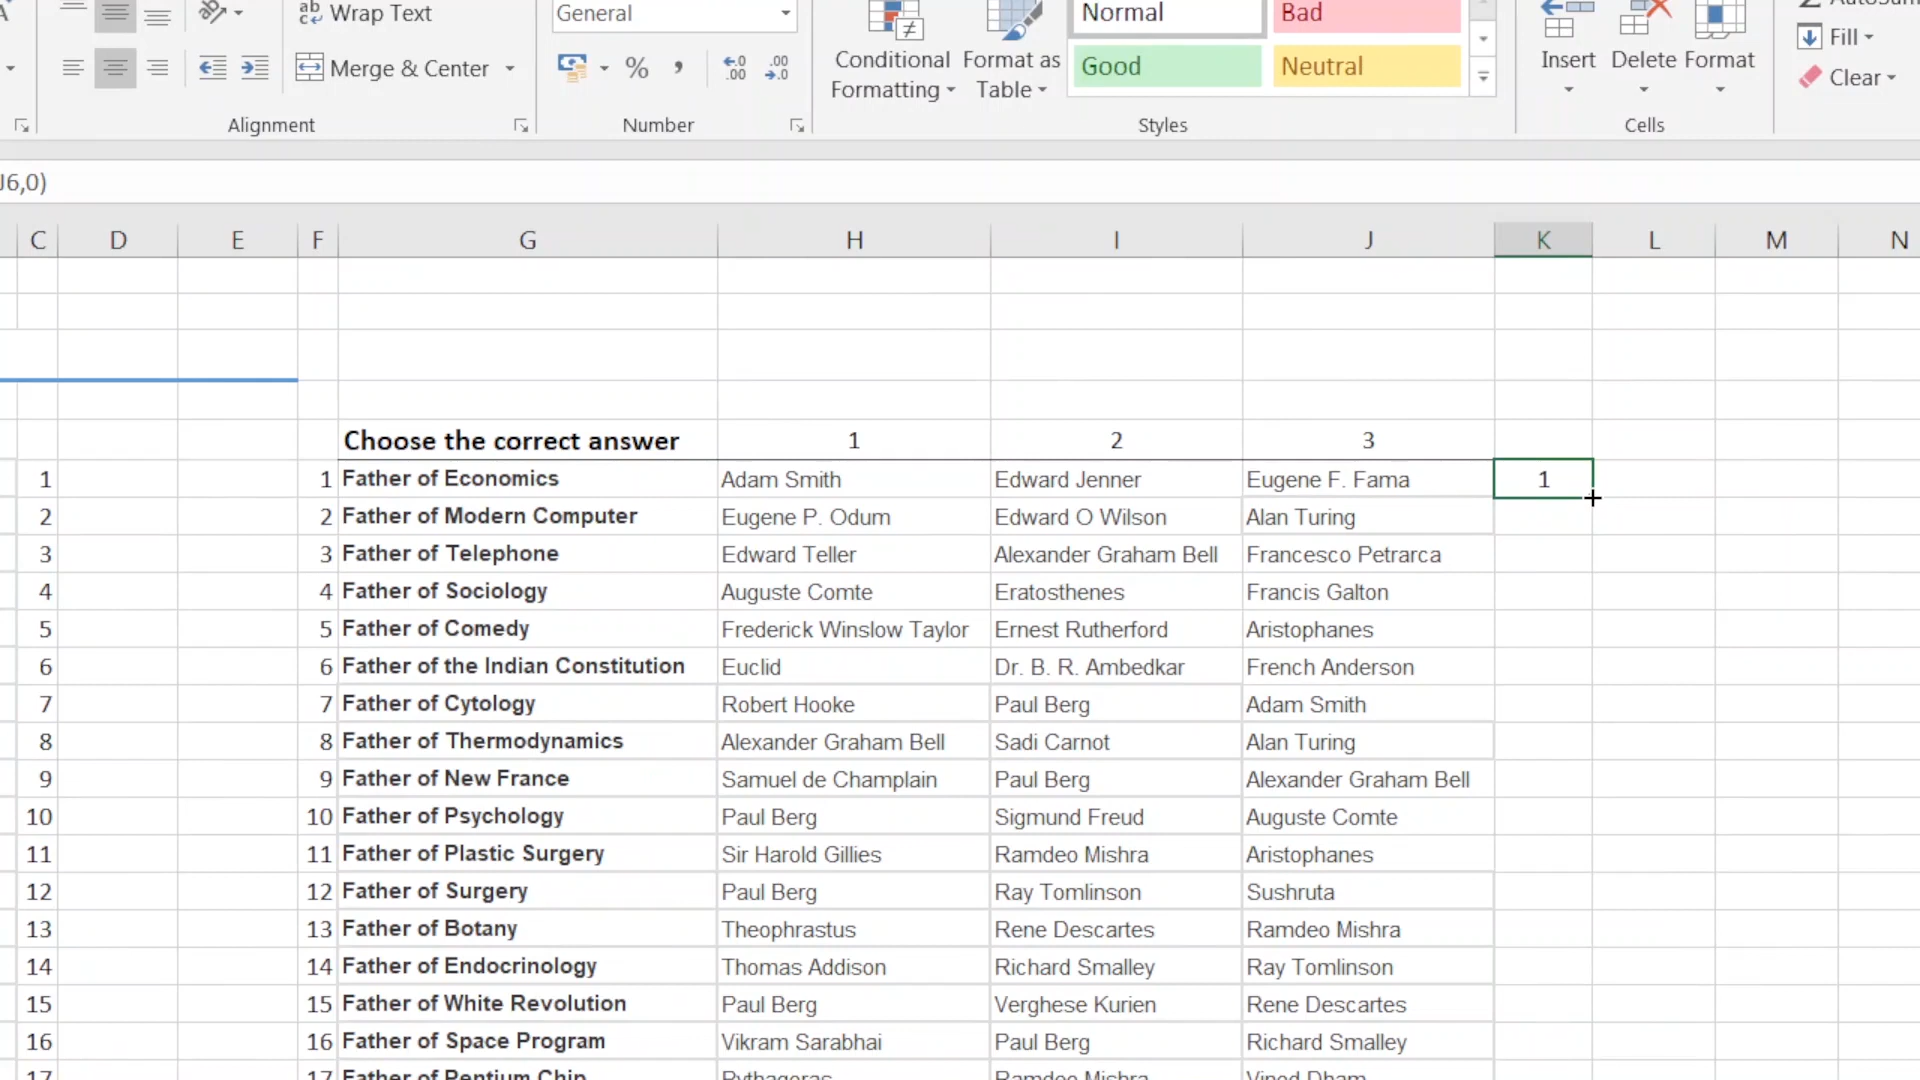 Wrap Text General Normal Bad
Merge & Center % , Conditional Formatting Format as Table Good Neutral Insert Delete Format Fill
Clear
Alignment Number Styles Cells
J6,0)
C D E F G H I J K L M N
Choose the correct answer 1 2 3
1 1 Father of Economics Adam Smith Edward Jenner Eugene F. Fama 1
2 2 Father of Modern Computer Eugene P. Odum Edward O Wilson Alan Turing
3 3 Father of Telephone Edward Teller Alexander Graham Bell Francesco Petrarca
4 4 Father of Sociology Auguste Comte Eratosthenes Francis Galton
5 5 Father of Comedy Frederick Winslow Taylor Ernest Rutherford Aristophanes
6 6 Father of the Indian Constitution Euclid Dr. B. R. Ambedkar French Anderson
7 7 Father of Cytology Robert Hooke Paul Berg Adam Smith
8 8 Father of Thermodynamics Alexander Graham Bell Sadi Carnot Alan Turing
9 9 Father of New France Samuel de Champlain Paul Berg Alexander Graham Bell
10 10 Father of Psychology Paul Berg Sigmund Freud Auguste Comte
11 11 Father of Plastic Surgery Sir Harold Gillies Ramdeo Mishra Aristophanes
12 12 Father of Surgery Paul Berg Ray Tomlinson Sushruta
13 13 Father of Botany Theophrastus Rene Descartes Ramdeo Mishra
14 14 Father of Endocrinology Thomas Addison Richard Smalley Ray Tomlinson
15 15 Father of White Revolution Paul Berg Verghese Kurien Rene Descartes
16 16 Father of Space Program Vikram Sarabhai Paul Berg Richard Smalley
17 17 Father of Pentium Chip Pythagoras Ramdeo Mishra Vinod Dham